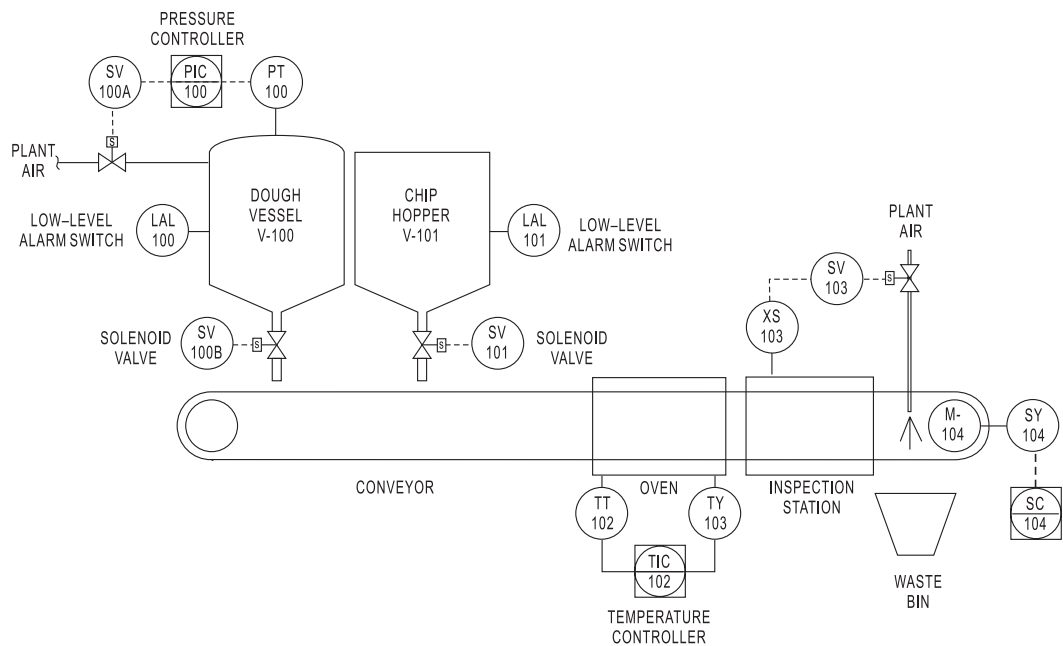 PRESSURE
CONTROLLER
SV
100A
PIC
100
PT
100
PLANT
AIR
S
DOUGH
VESSEL
V-100
CHIP
HOPPER
V-101
LOW–LEVEL
ALARM SWITCH
LAL
100
LAL
101
LOW–LEVEL
ALARM SWITCH
PLANT
AIR
SV
103
S
XS
103
SOLENOID
VALVE
SV
100B
S
S
SV
101
SOLENOID
VALVE
M-
104
SY
104
CONVEYOR
OVEN
INSPECTION
STATION
TT
102
TY
103
SC
104
TIC
102
WASTE
BIN
TEMPERATURE
CONTROLLER